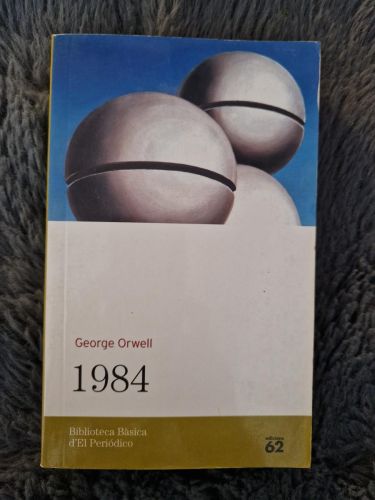 George Orwell
1984
Biblioteca Bàsica
d'El Periódico
edicions
62